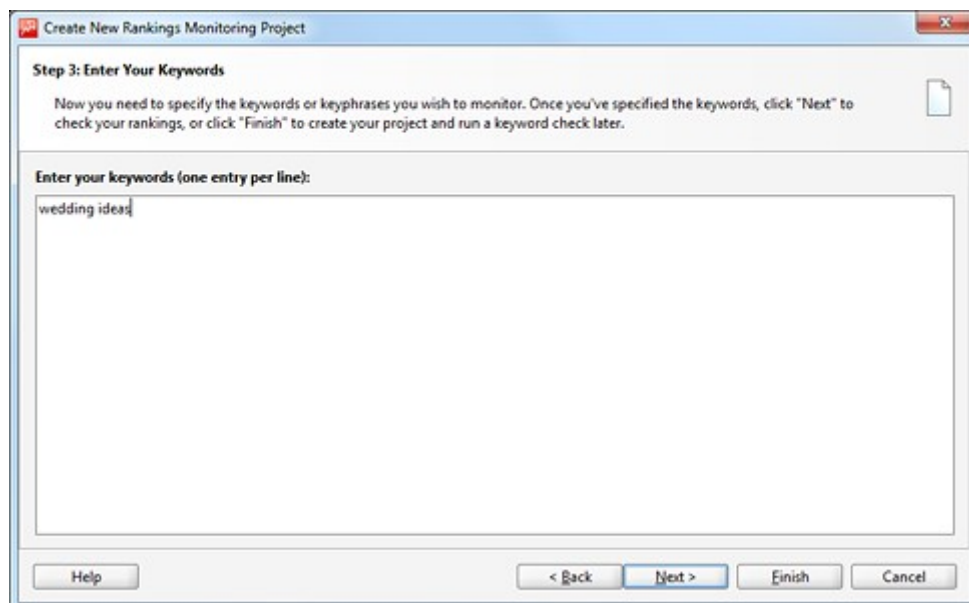 Create New Rankings Monitoring Project
Step 3: Enter Your Keywords
Now you need to specify the keywords or keyphrases you wish to monitor. Once you've specified the keywords, click "Next" to
check your rankings, or click "Finish" to create your project and run a keyword check later.
Enter your keywords (one entry per line):
wedding ideas
Help
< Back
Next >
Finish
Cancel